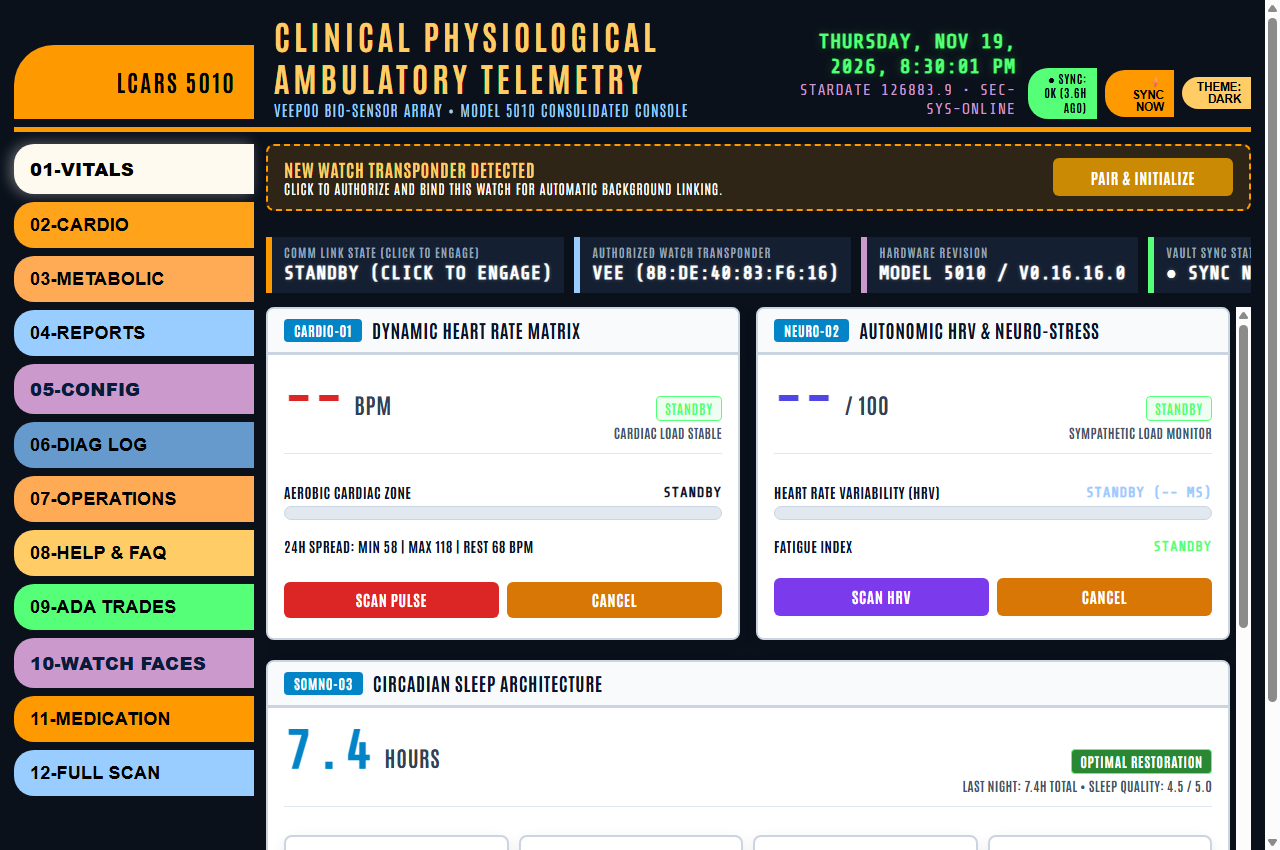 LCARS 5010
CLINICAL PHYSIOLOGICAL
AMBULATORY TELEMETRY
VEEPOO BIO-SENSOR ARRAY • MODEL 5010 CONSOLIDATED CONSOLE
THURSDAY, NOV 19,
2026, 8:30:01 PM
STARDATE 126883.9 · SEC-
SYS-ONLINE
● SYNC:
OK (3.6H
AGO)
SYNC
NOW
THEME:
DARK
01-VITALS
02-CARDIO
03-METABOLIC
04-REPORTS
05-CONFIG
06-DIAG LOG
07-OPERATIONS
08-HELP & FAQ
09-ADA TRADES
10-WATCH FACES
11-MEDICATION
12-FULL SCAN
NEW WATCH TRANSPONDER DETECTED
CLICK TO AUTHORIZE AND BIND THIS WATCH FOR AUTOMATIC BACKGROUND LINKING.
PAIR & INITIALIZE
COMM LINK STATE (CLICK TO ENGAGE)
STANDBY (CLICK TO ENGAGE)
AUTHORIZED WATCH TRANSPONDER
VEE (8B:DE:40:83:F6:16)
HARDWARE REVISION
MODEL 5010 / V0.16.16.0
VAULT SYNC STAT
● SYNC N
CARDIO-01 DYNAMIC HEART RATE MATRIX
-- BPM
STANDBY
CARDIAC LOAD STABLE
AEROBIC CARDIAC ZONE STANDBY
24H SPREAD: MIN 58 | MAX 118 | REST 68 BPM
SCAN PULSE CANCEL
NEURO-02 AUTONOMIC HRV & NEURO-STRESS
-- / 100
STANDBY
SYMPATHETIC LOAD MONITOR
HEART RATE VARIABILITY (HRV) STANDBY (-- MS)
FATIGUE INDEX STANDBY
SCAN HRV CANCEL
SOMNO-03 CIRCADIAN SLEEP ARCHITECTURE
7.4 HOURS
OPTIMAL RESTORATION
LAST NIGHT: 7.4H TOTAL • SLEEP QUALITY: 4.5 / 5.0